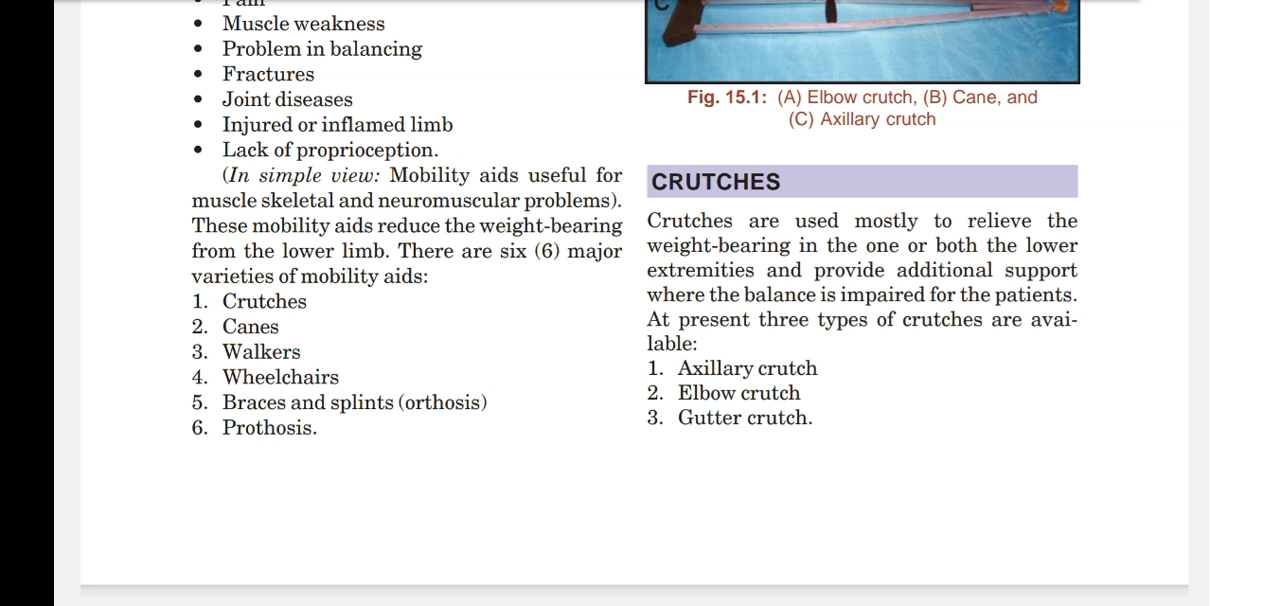 • Muscle weakness
• Problem in balancing
• Fractures
• Joint diseases
• Injured or inflamed limb
• Lack of proprioception.
(In simple view: Mobility aids useful for
muscle skeletal and neuromuscular problems).
These mobility aids reduce the weight-bearing
from the lower limb. There are six (6) major
varieties of mobility aids:
1. Crutches
2. Canes
3. Walkers
4. Wheelchairs
5. Braces and splints (orthosis)
6. Prothosis.
C
Fig. 15.1: (A) Elbow crutch, (B) Cane, and
(C) Axillary crutch
CRUTCHES
Crutches are used mostly to relieve the
weight-bearing in the one or both the lower
extremities and provide additional support
where the balance is impaired for the patients.
At present three types of crutches are avai-
lable:
1. Axillary crutch
2. Elbow crutch
3. Gutter crutch.